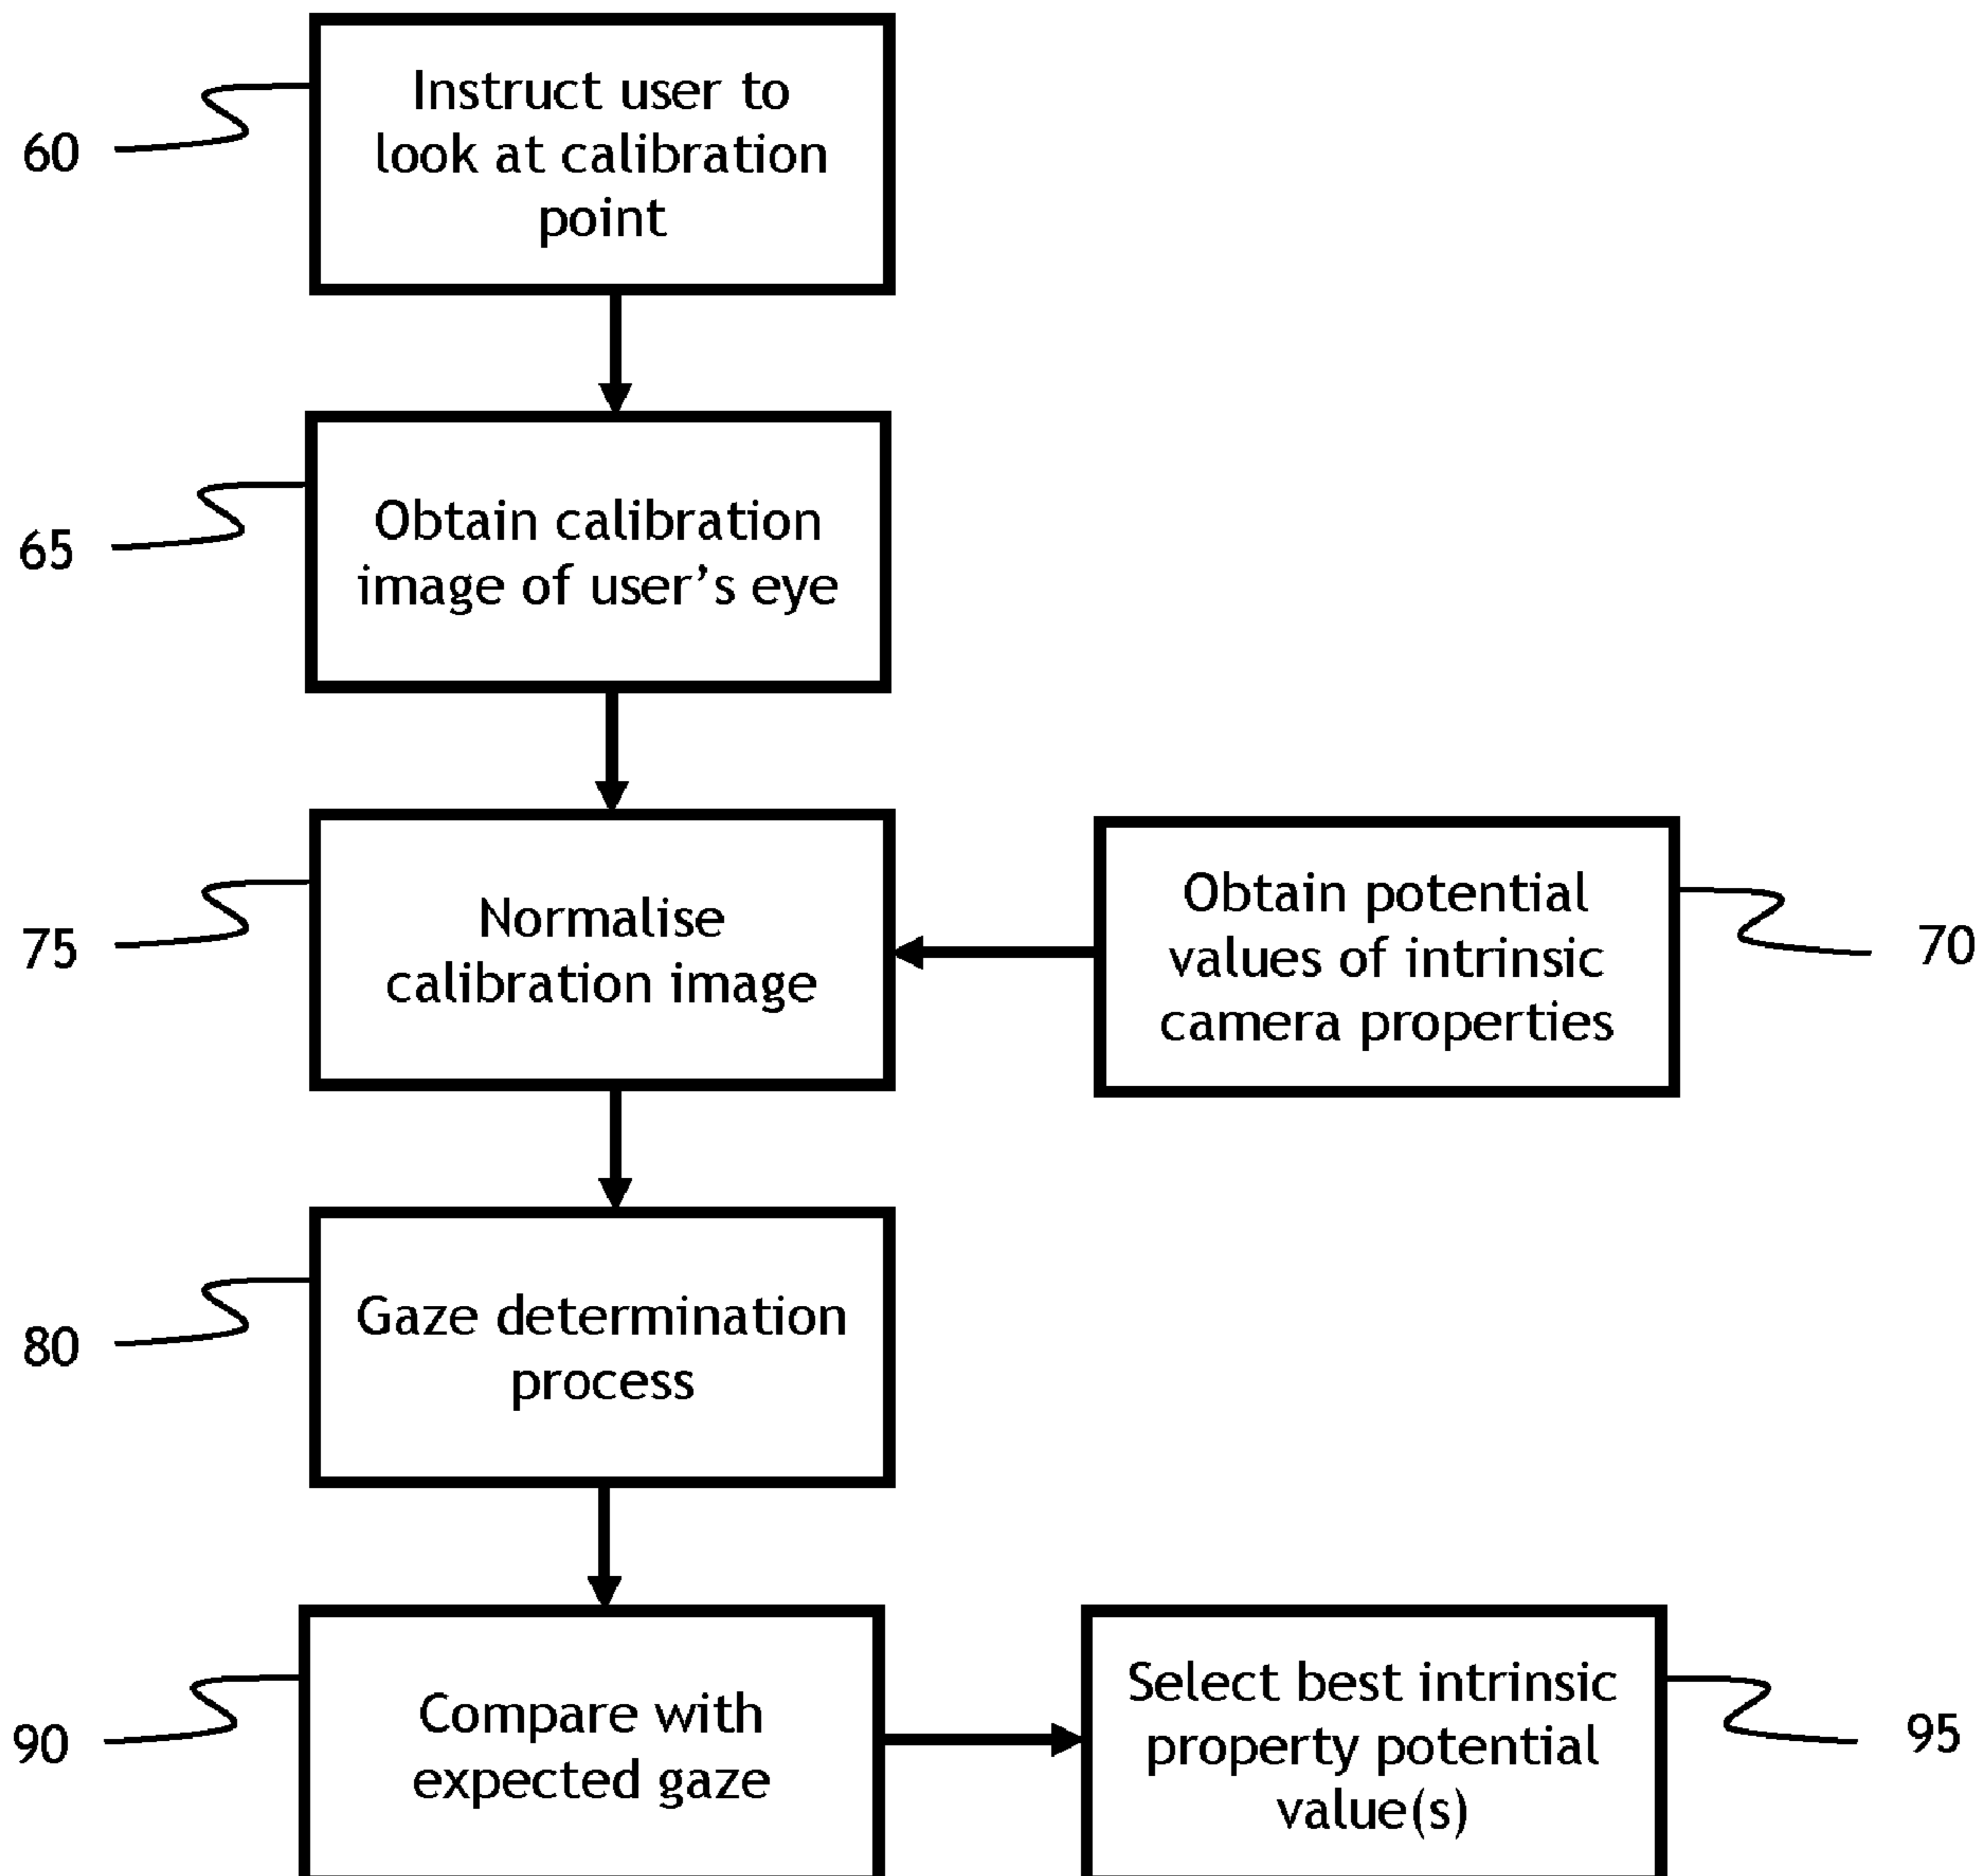 60
Instruct user to
look at calibration
point
65
Obtain calibration
image of user’s eye
75
Normalise
calibration image
Obtain potential
values of intrinsic
camera properties
70
80
Gaze determination
process
90
Compare with
expected gaze
Select best intrinsic
property potential
value(s)
95